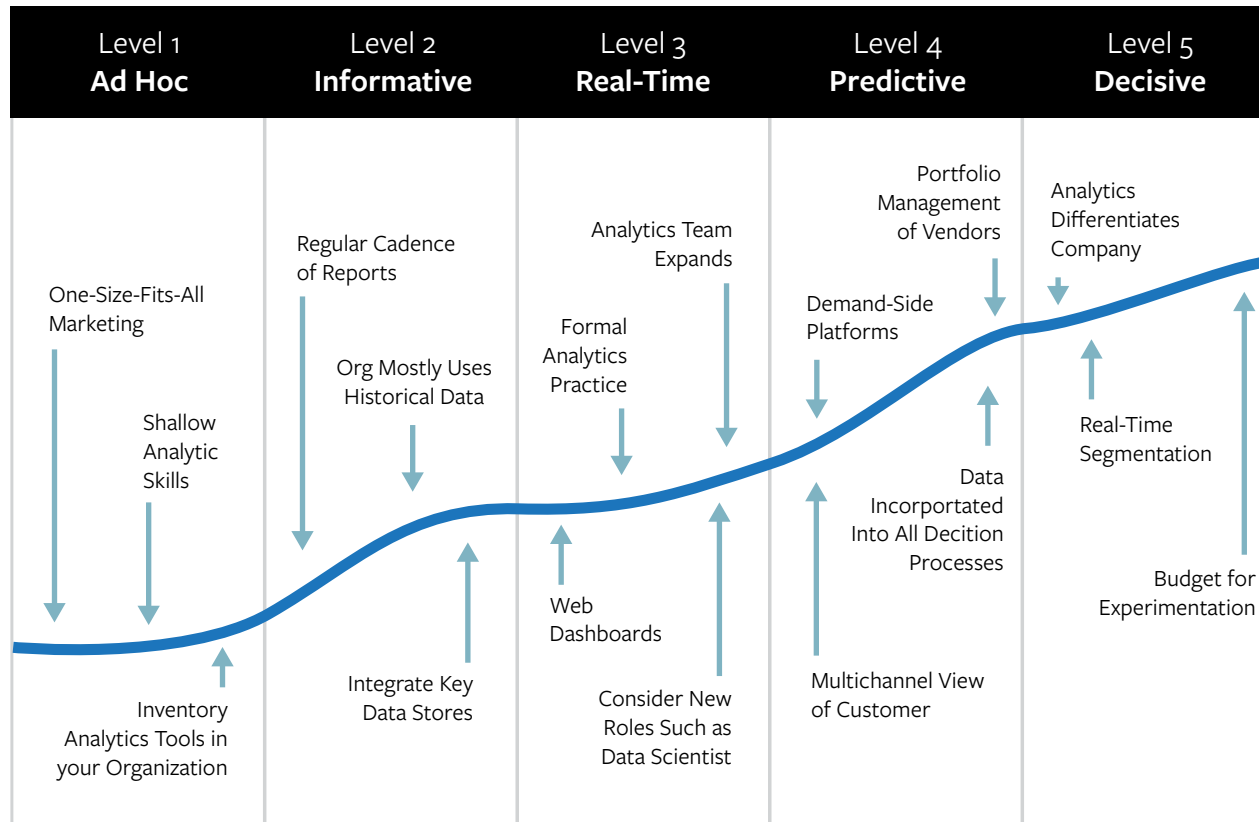 Level 1
Ad Hoc
Level 2
Informative
Level 3
Real-Time
Level 4
Predictive
Level 5
Decisive
One-Size-Fits-All
Marketing
Shallow
Analytic
Skills
Inventory
Analytics Tools in
your Organization
Regular Cadence
of Reports
Org Mostly Uses
Historical Data
Integrate Key
Data Stores
Analytics Team
Expands
Formal
Analytics
Practice
Web
Dashboards
Consider New
Roles Such as
Data Scientist
Portfolio
Management
of Vendors
Demand-Side
Platforms
Data
Incorportated
Into All Decition
Processes
Multichannel View
of Customer
Analytics
Differentiates
Company
Real-Time
Segmentation
Budget for
Experimentation